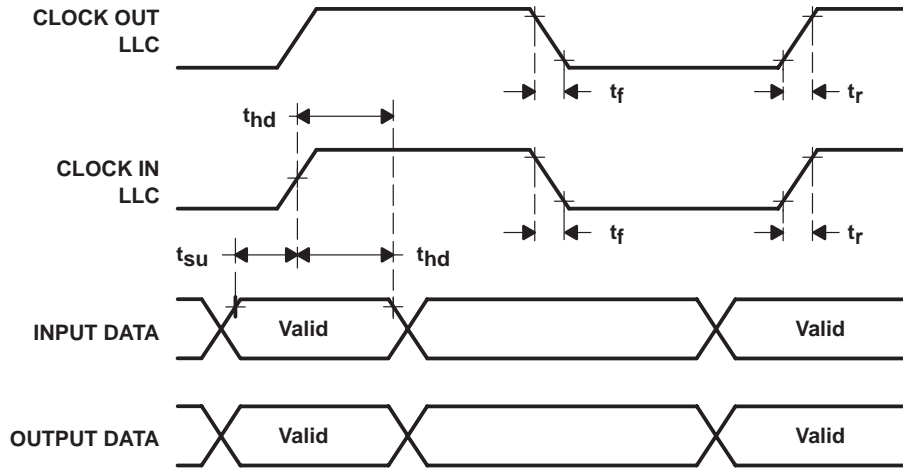 CLOCK OUT
LLC
t_f
t_r
t_hd
CLOCK IN
LLC
t_su
t_hd
t_f
t_r
INPUT DATA
Valid
Valid
OUTPUT DATA
Valid
Valid